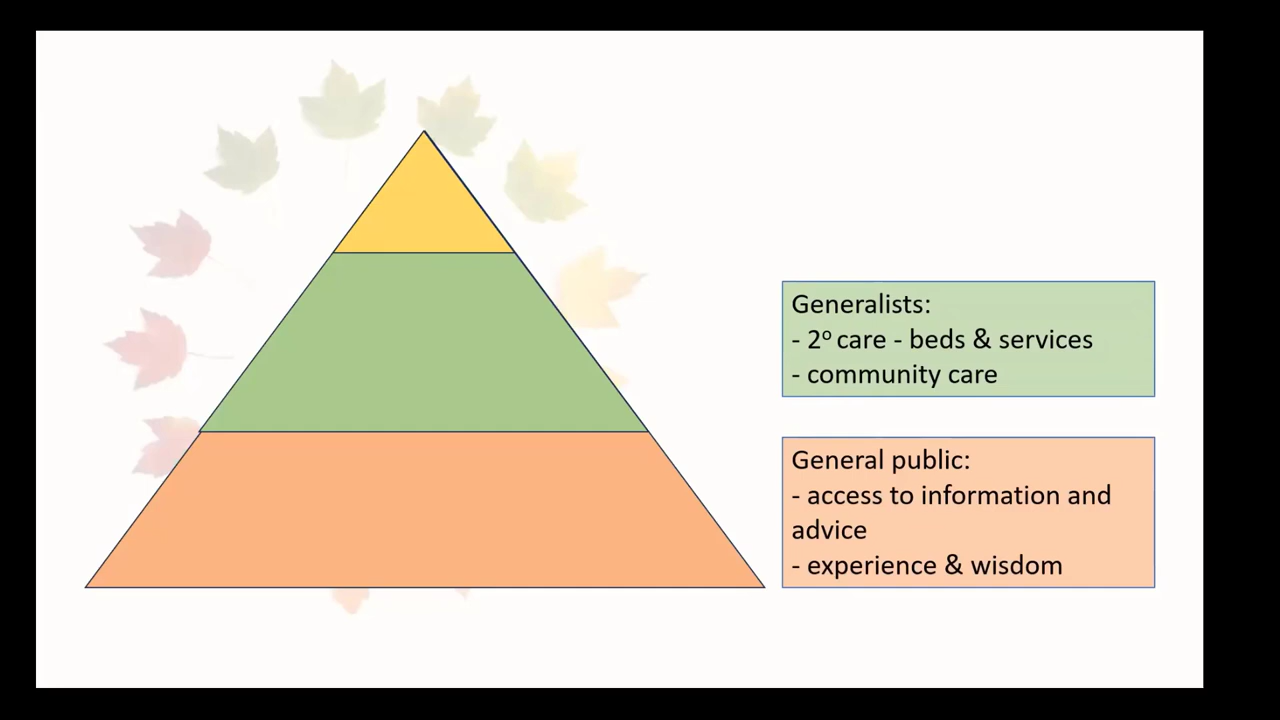 Generalists:
- 2º care - beds & services
- community care
General public:
- access to information and
advice
- experience & wisdom